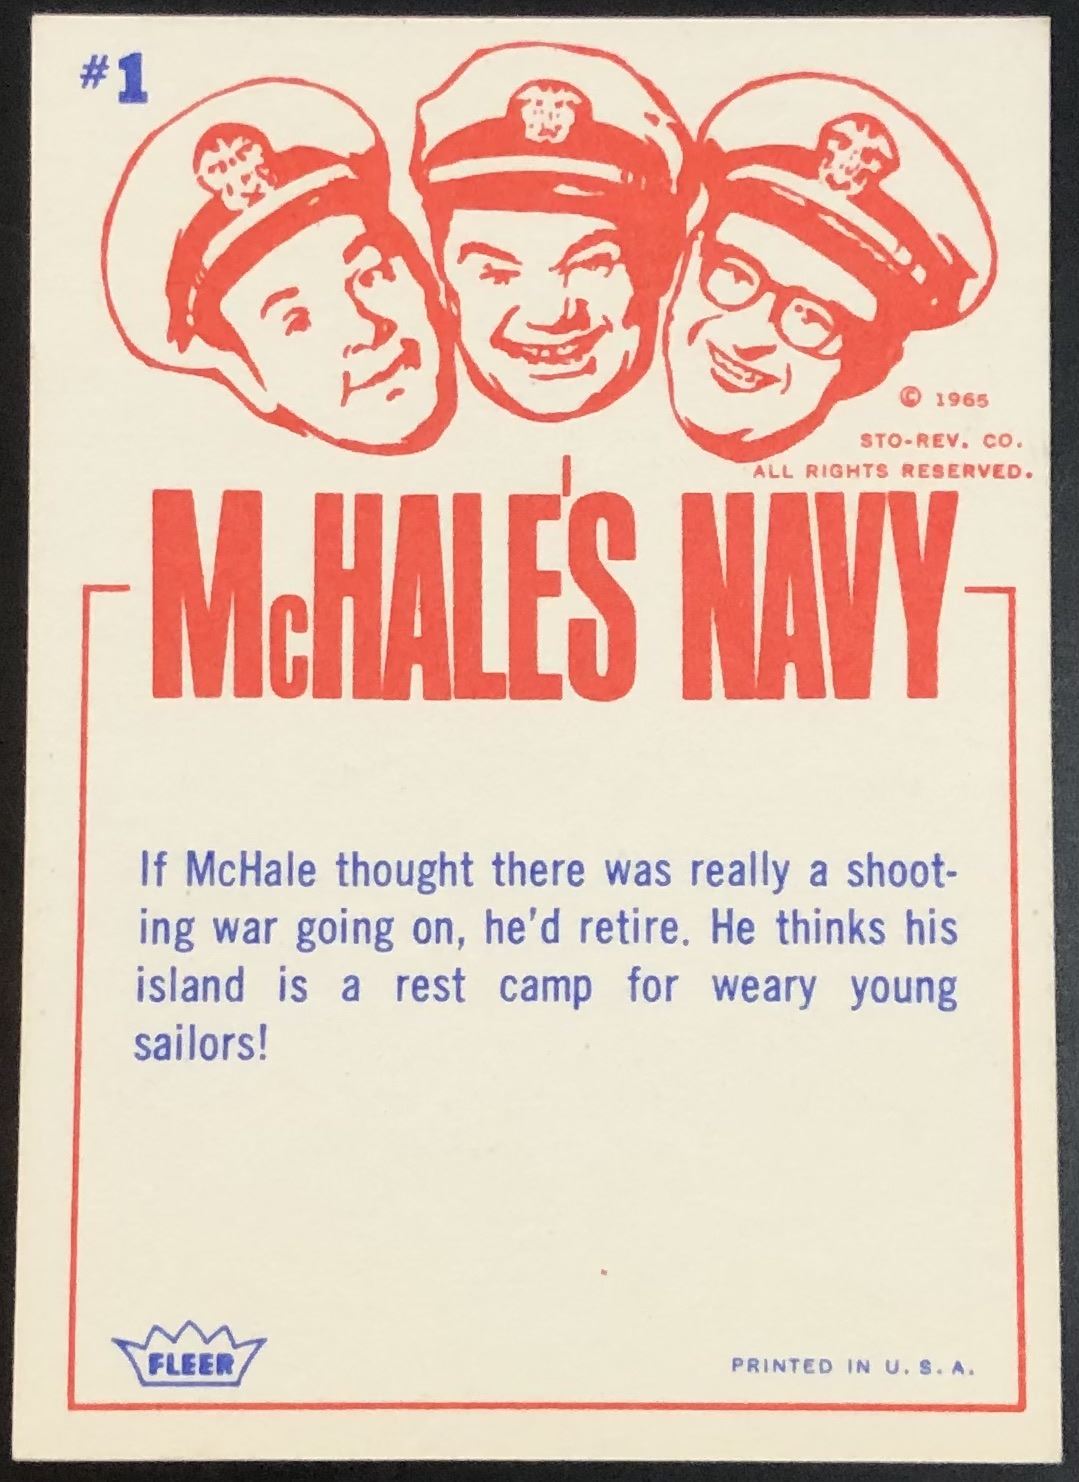 #1
© 1965
STO-REV. CO.
ALL RIGHTS RESERVED.
McHALE'S NAVY
If McHale thought there was really a shoot-
ing war going on, he'd retire. He thinks his
island is a rest camp for weary young
sailors!
FLEER
PRINTED IN U. S. A.